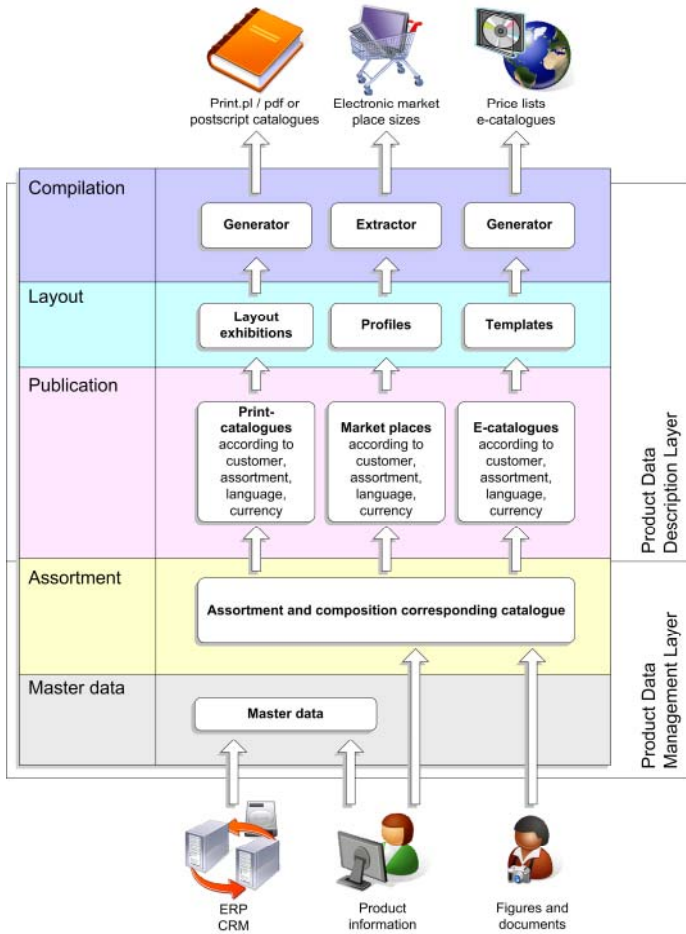 Print.pl / pdf or
postscript catalogues
Electronic market
place sizes
Price lists
e-catalogues
Compilation
Generator
Extractor
Generator
Layout
Layout
exhibitions
Profiles
Templates
Publication
Print-
catalogues
according to
customer,
assortment,
language,
currency
Market places
according to
customer,
assortment,
language,
currency
E-catalogues
according to
customer,
assortment,
language,
currency
Product Data
Description Layer
Assortment
Assortment and composition corresponding catalogue
Master data
Master data
Product Data
Management Layer
ERP
CRM
Product
information
Figures and
documents